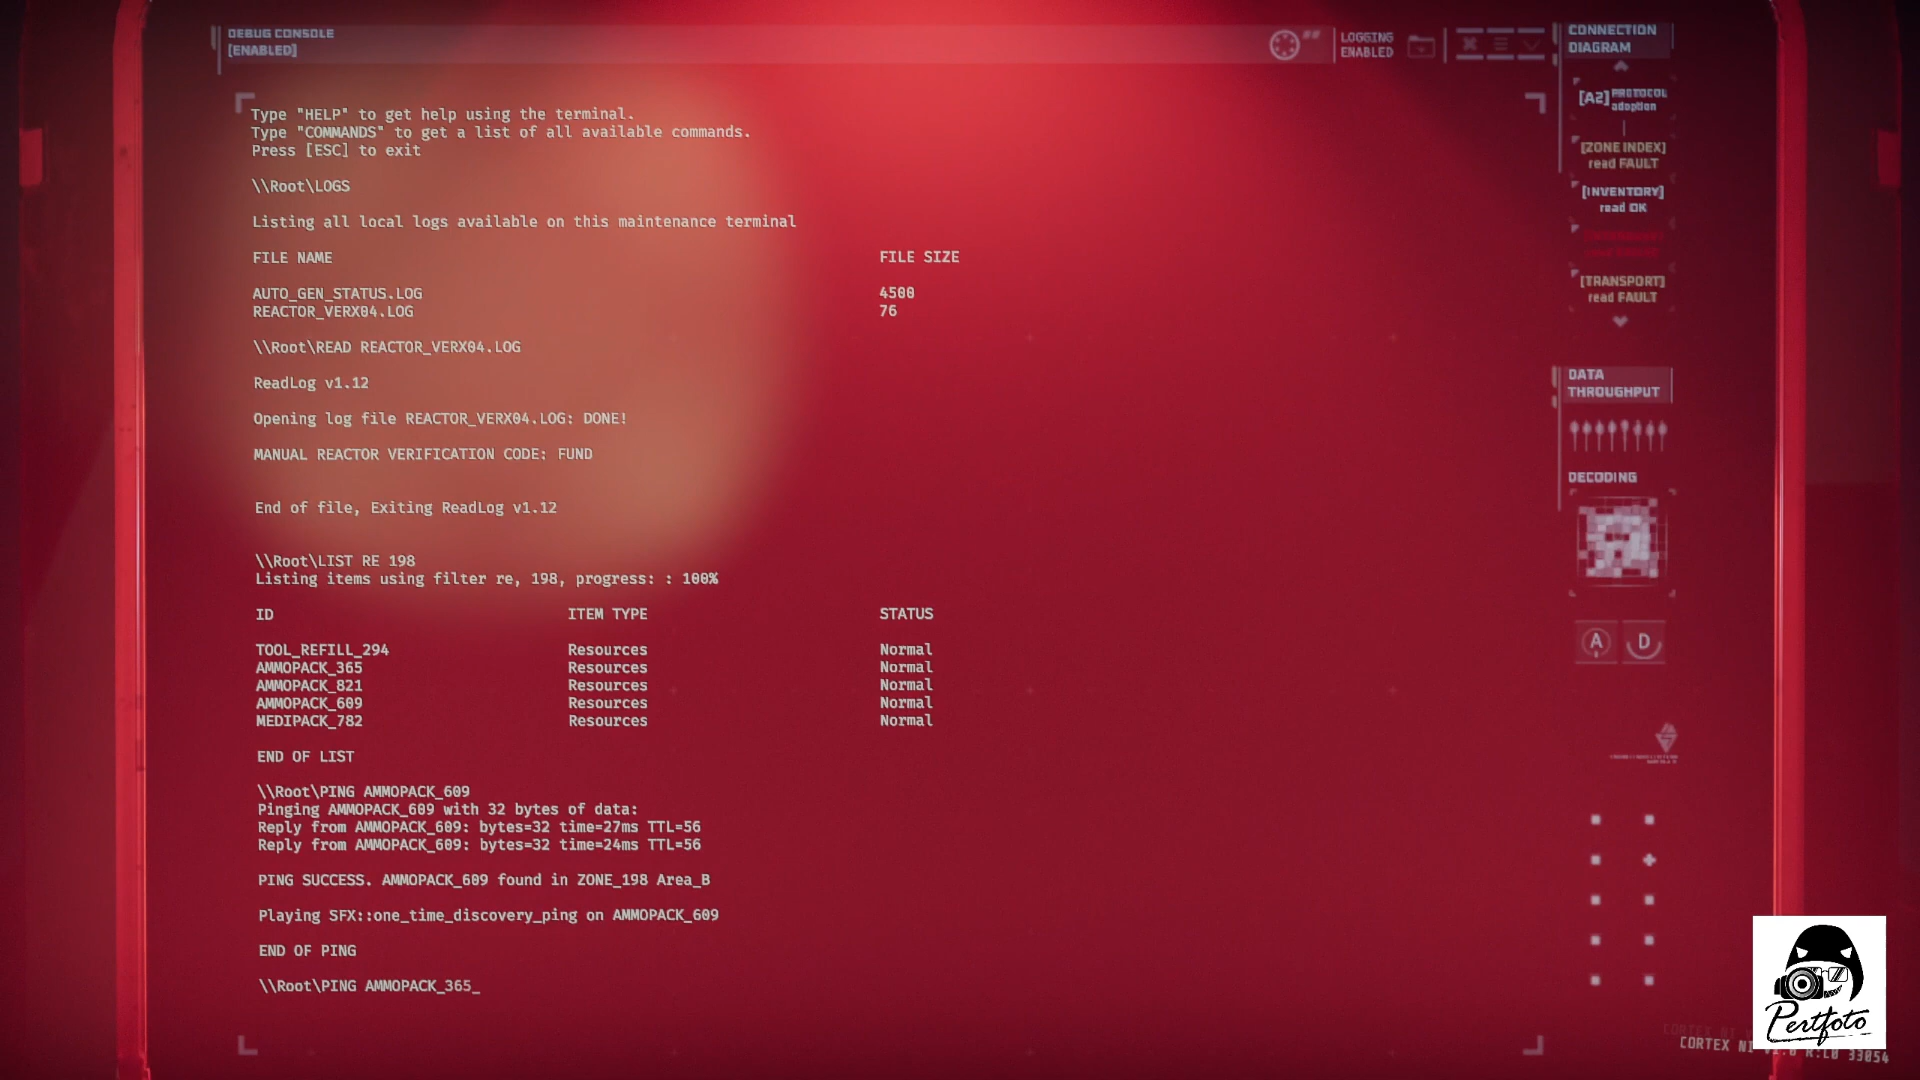 DEBUG CONSOLE
[ENABLED]
LOGGING
ENABLED
CONNECTION
DIAGRAM
Type "HELP" to get help using the terminal.
Type "COMMANDS" to get a list of all available commands.
Press [ESC] to exit
\\Root\LOGS
Listing all local logs available on this maintenance terminal
FILE NAME FILE SIZE
AUTO_GEN_STATUS.LOG 4500
REACTOR_VERX04.LOG 76
\\Root\READ REACTOR_VERX04.LOG
ReadLog v1.12
Opening log file REACTOR_VERX04.LOG: DONE!
MANUAL REACTOR VERIFICATION CODE: FUND
End of file, Exiting ReadLog v1.12
\\Root\LIST RE 198
Listing items using filter re, 198, progress: : 100%
ID ITEM TYPE STATUS
TOOL_REFILL_294 Resources Normal
AMMOPACK_365 Resources Normal
AMMOPACK_821 Resources Normal
AMMOPACK_609 Resources Normal
MEDIPACK_782 Resources Normal
END OF LIST
\\Root\PING AMMOPACK_609
Pinging AMMOPACK_609 with 32 bytes of data:
Reply from AMMOPACK_609: bytes=32 time=27ms TTL=56
Reply from AMMOPACK_609: bytes=32 time=24ms TTL=56
PING SUCCESS. AMMOPACK_609 found in ZONE_198 Area_B
Playing SFX::one_time_discovery_ping on AMMOPACK_609
END OF PING
\\Root\PING AMMOPACK_365_
[A2] PROTOCOL
adoption
[ZONE INDEX]
read FAULT
[INVENTORY]
read OK
[TRANSPORT]
read FAULT
DATA
THROUGHPUT
DECODING
A D
Pertfoto
CORTEX
R:L0 33054